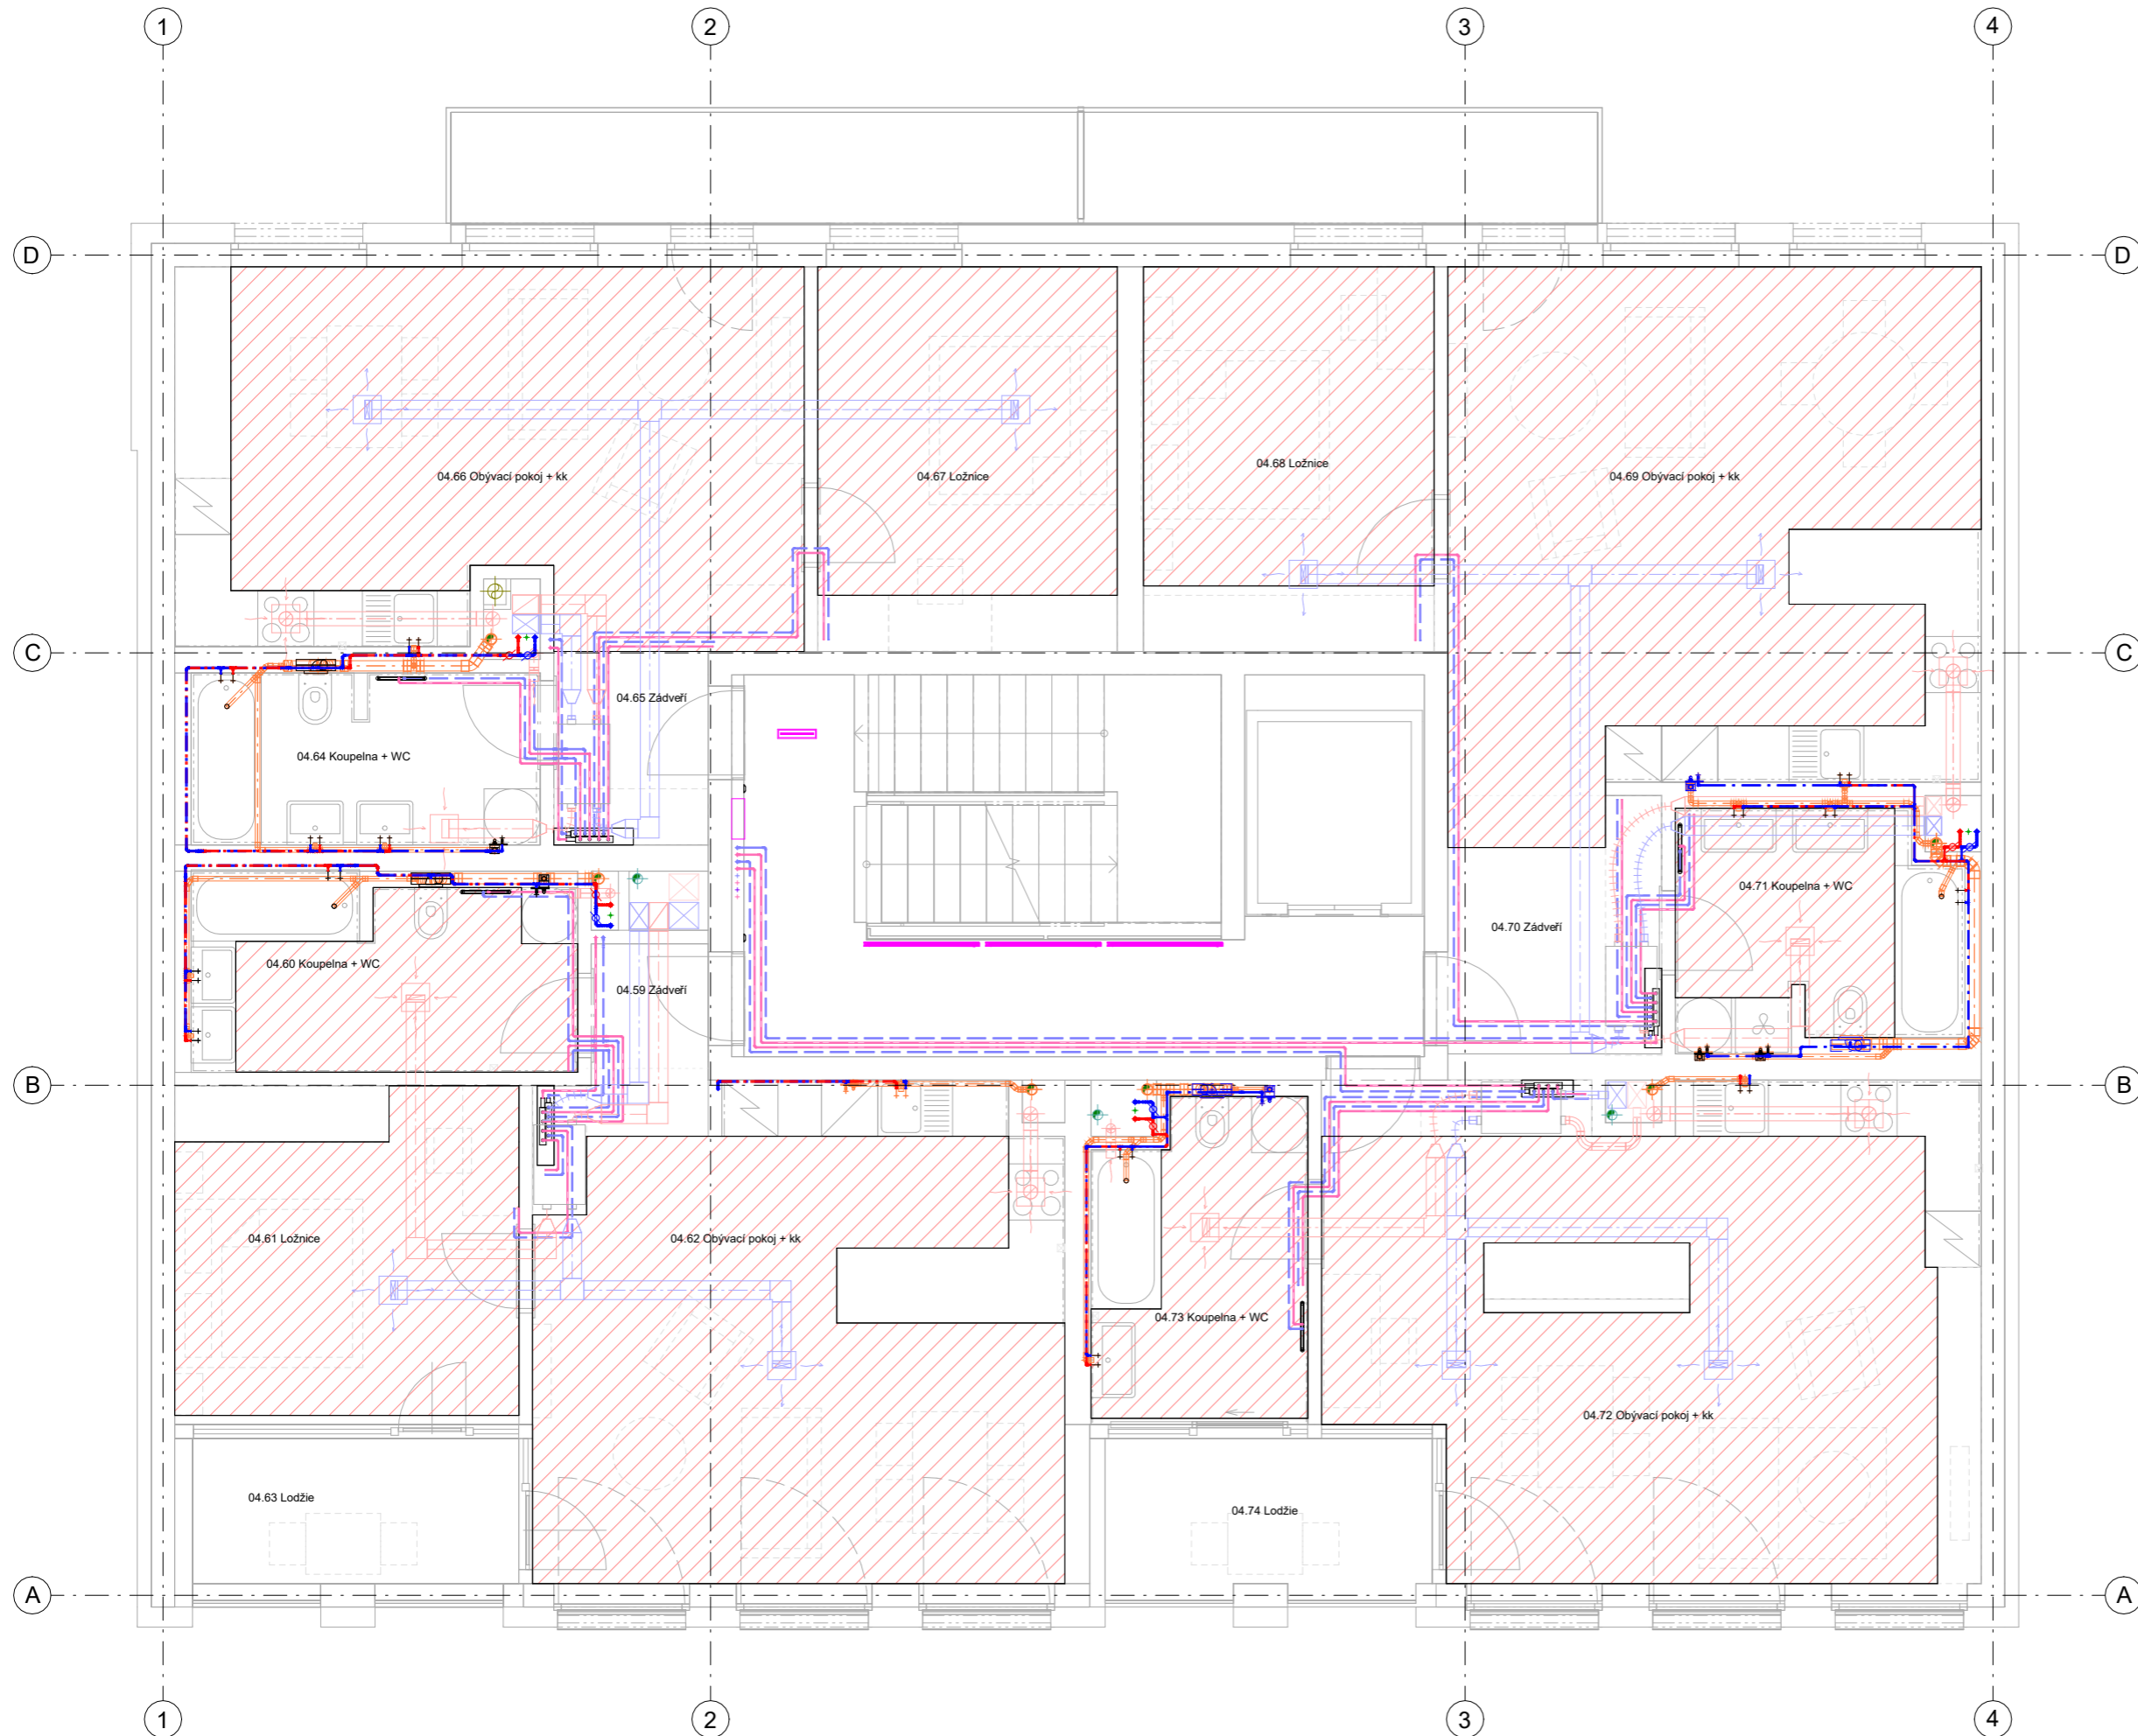 1 2 3 4
D D
04.66 Obývací pokoj + kk
04.67 Ložnice
04.68 Ložnice
04.69 Obývací pokoj + kk
C C
04.65 Zádveří
04.64 Koupelna + WC
04.71 Koupelna + WC
04.70 Zádveří
04.60 Koupelna + WC
04.59 Zádveří
B B
04.61 Ložnice
04.62 Obývací pokoj + kk
04.73 Koupelna + WC
04.72 Obývací pokoj + kk
04.63 Lodžie
04.74 Lodžie
A A
1 2 3 4